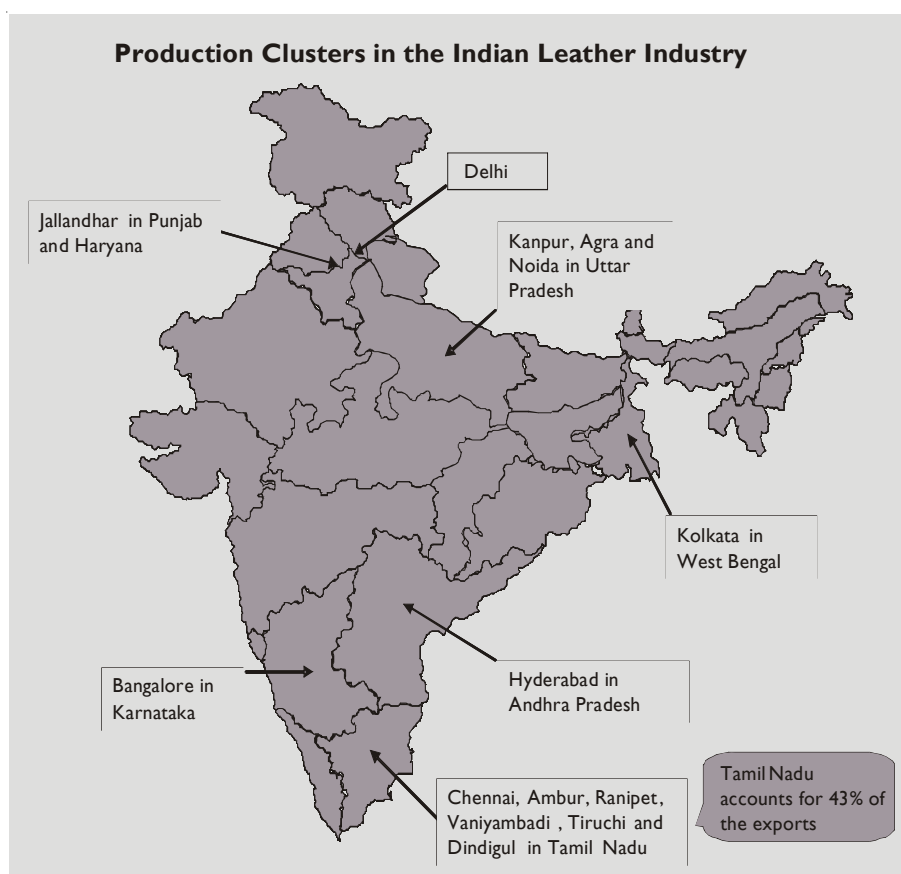 Production Clusters in the Indian Leather Industry
Delhi
Jallandhar in Punjab
and Haryana
Kanpur, Agra and
Noida in Uttar
Pradesh
Kolkata in
West Bengal
Hyderabad in
Andhra Pradesh
Bangalore in
Karnataka
Chennai, Ambur, Ranipet,
Vaniyambadi , Tiruchi and
Dindigul in Tamil Nadu
Tamil Nadu
accounts for 43% of
the exports